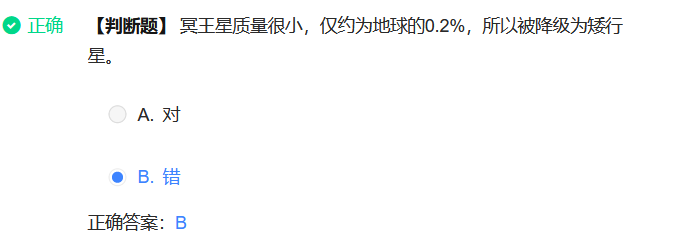 正确 【判断题】 冥王星质量很小，仅约为地球的0.2%，所以被降级为矮行
星。
A. 对
B. 错
正确答案：B